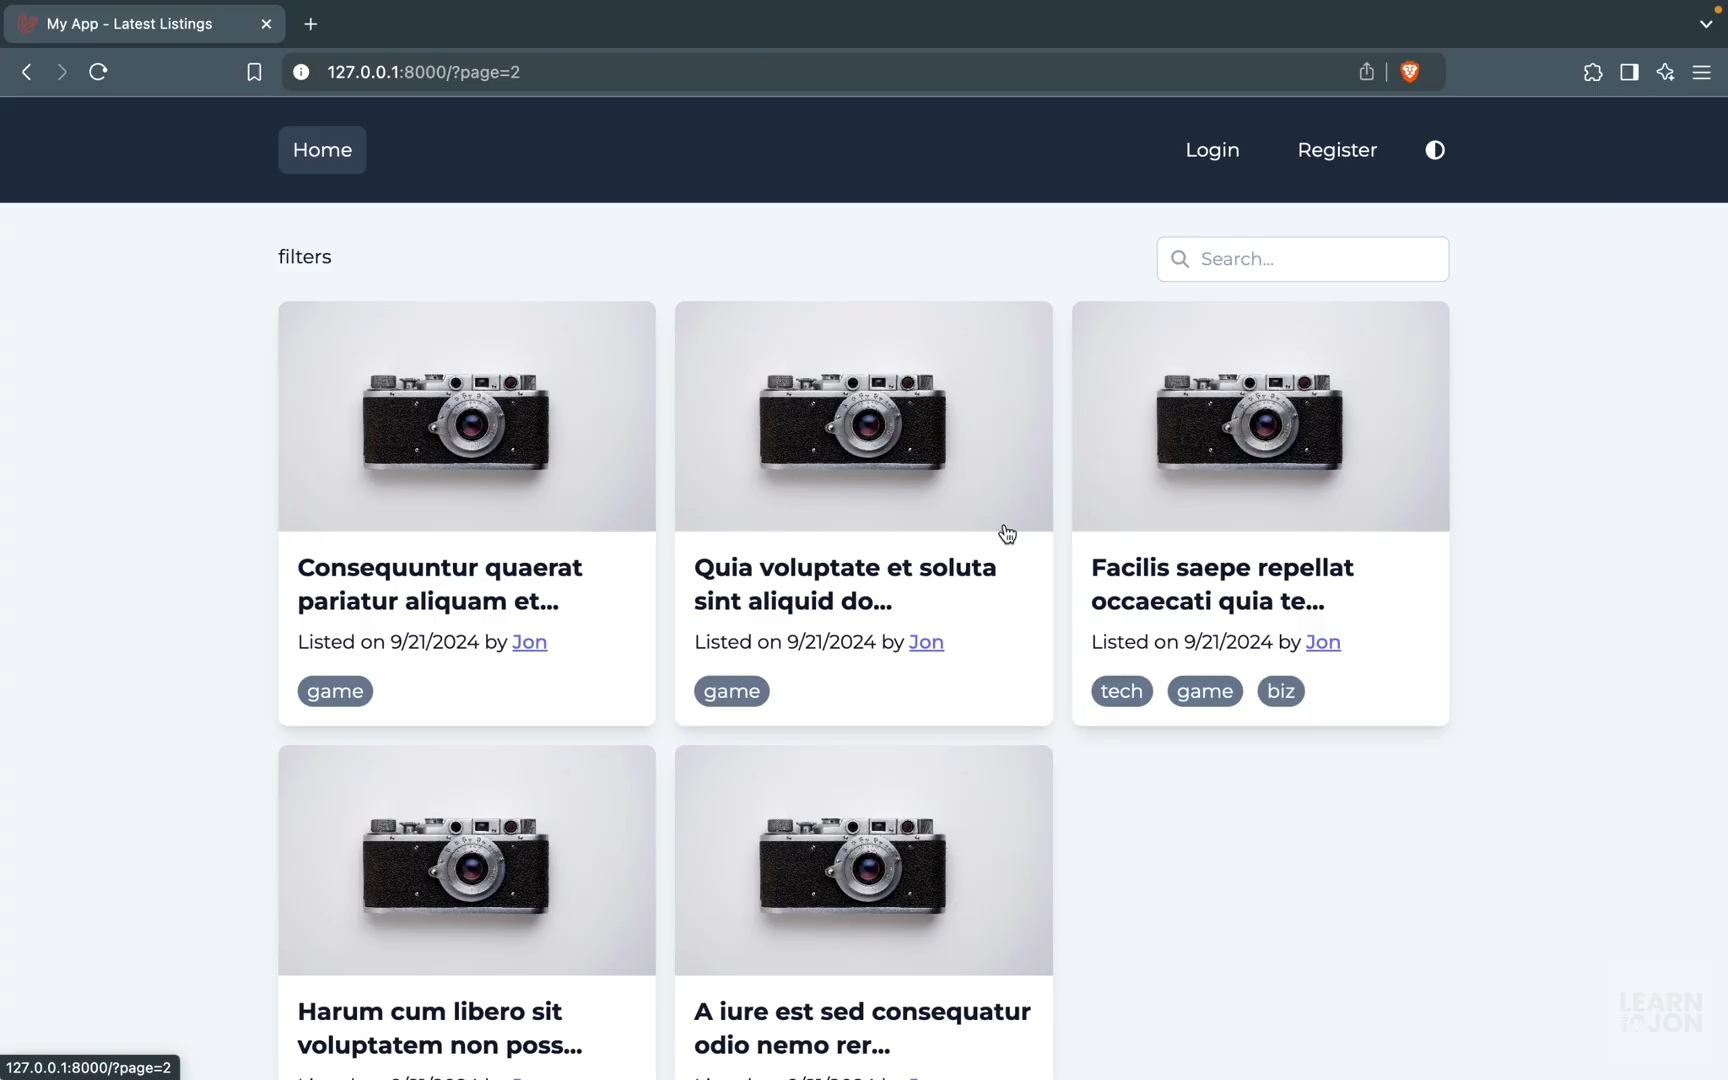 My App - Latest Listings
127.0.0.1:8000/?page=2
Home
Login
Register
filters
Search...
Consequuntur quaerat
pariatur aliquam et...
Listed on 9/21/2024 by Jon
game
Quia voluptate et soluta
sint aliquid do...
Listed on 9/21/2024 by Jon
game
Facilis saepe repellat
occaecati quia te...
Listed on 9/21/2024 by Jon
tech game biz
Harum cum libero sit
voluptatem non poss...
A iure est sed consequatur
odio nemo rer...
LEARN
JON
127.0.0.1:8000/?page=2